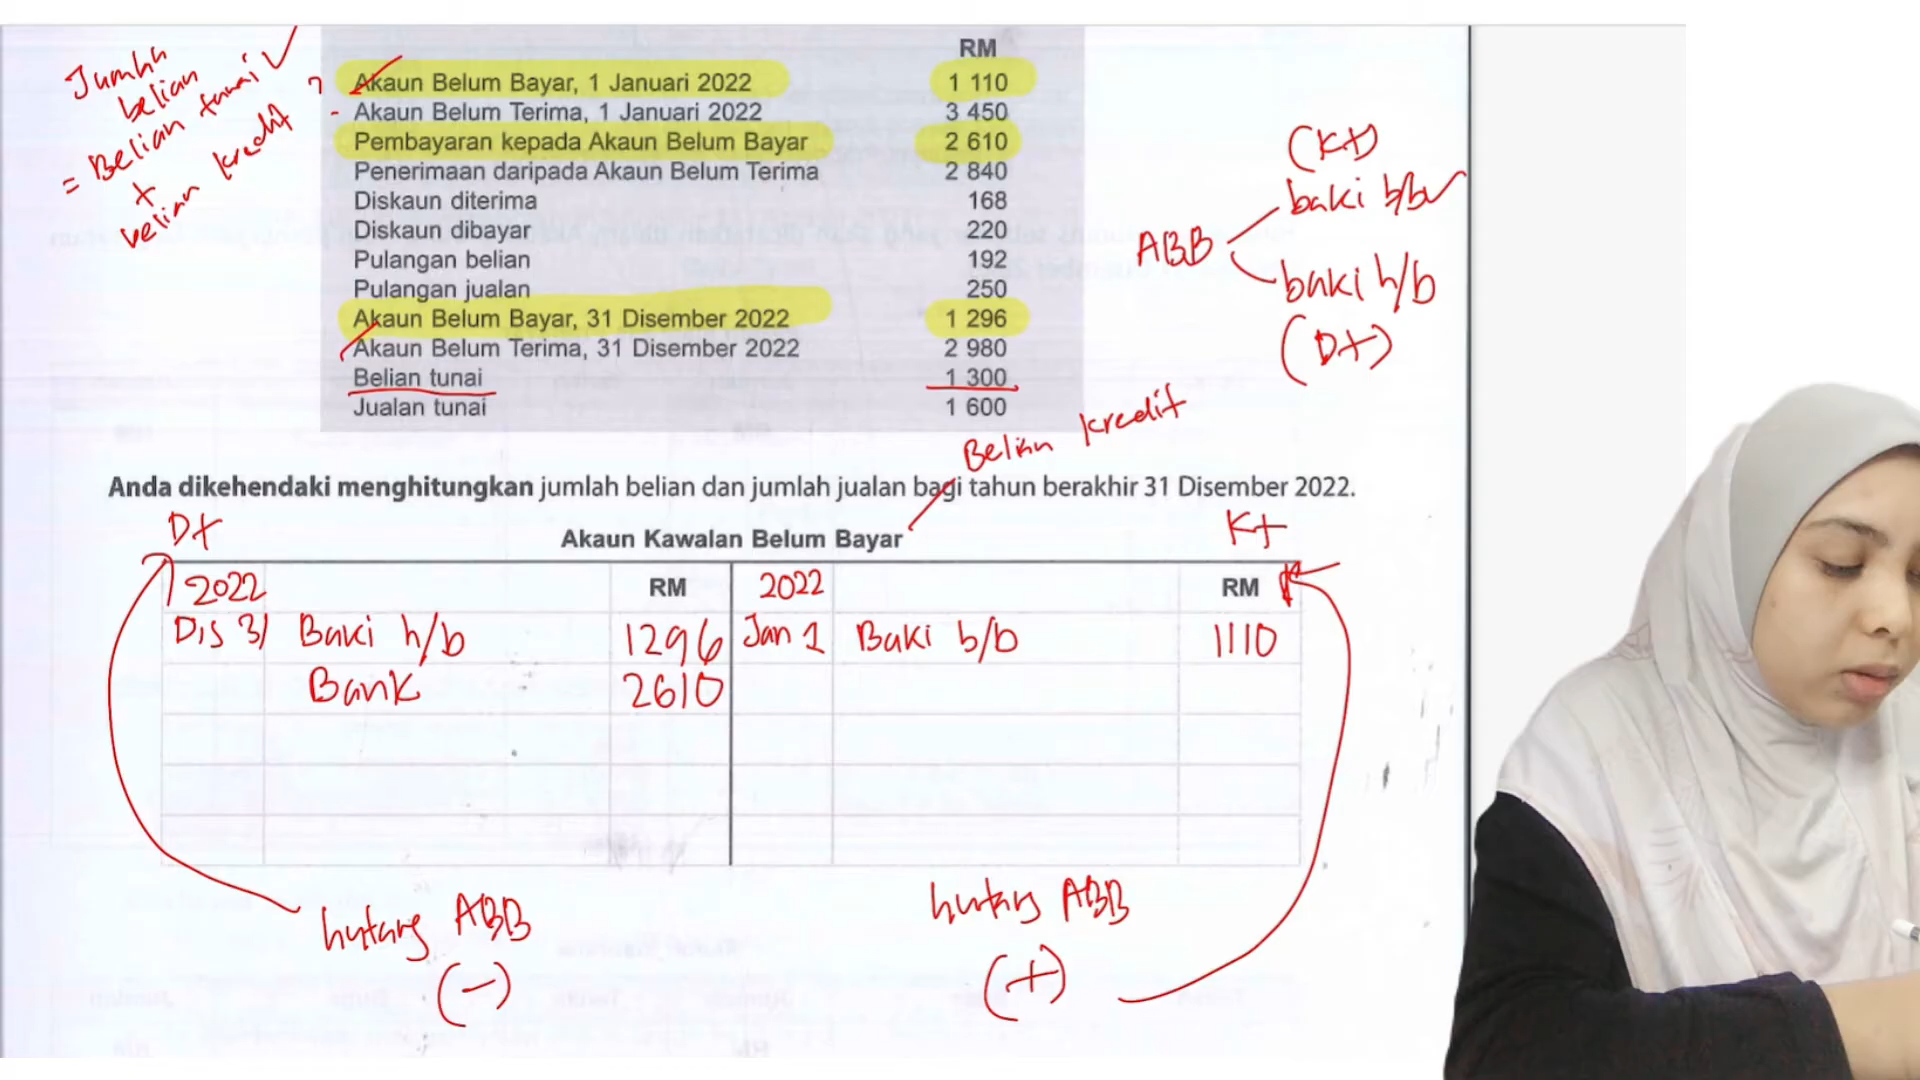 Jumlah
belian
= Belian tunai ✓
+
belian kredit ?
RM
Akaun Belum Bayar, 1 Januari 2022 1 110
Akaun Belum Terima, 1 Januari 2022 3 450
Pembayaran kepada Akaun Belum Bayar 2 610
Penerimaan daripada Akaun Belum Terima 2 840
Diskaun diterima 168
Diskaun dibayar 220
Pulangan belian 192
Pulangan jualan 250
Akaun Belum Bayar, 31 Disember 2022 1 296
Akaun Belum Terima, 31 Disember 2022 2 980
Belian tunai 1 300
Jualan tunai 1 600
(Kt)
baki b/b ✓
ABB
baki h/b
(Dt)
Belian kredit
Anda dikehendaki menghitungkan jumlah belian dan jumlah jualan bagi tahun berakhir 31 Disember 2022.
Dt Kt
Akaun Kawalan Belum Bayar
2022 RM 2022 RM
Dis 31 Baki h/b 1296 Jan 1 Baki b/b 1110
Bank 2610
hutang ABB hutang ABB
(-) (+)